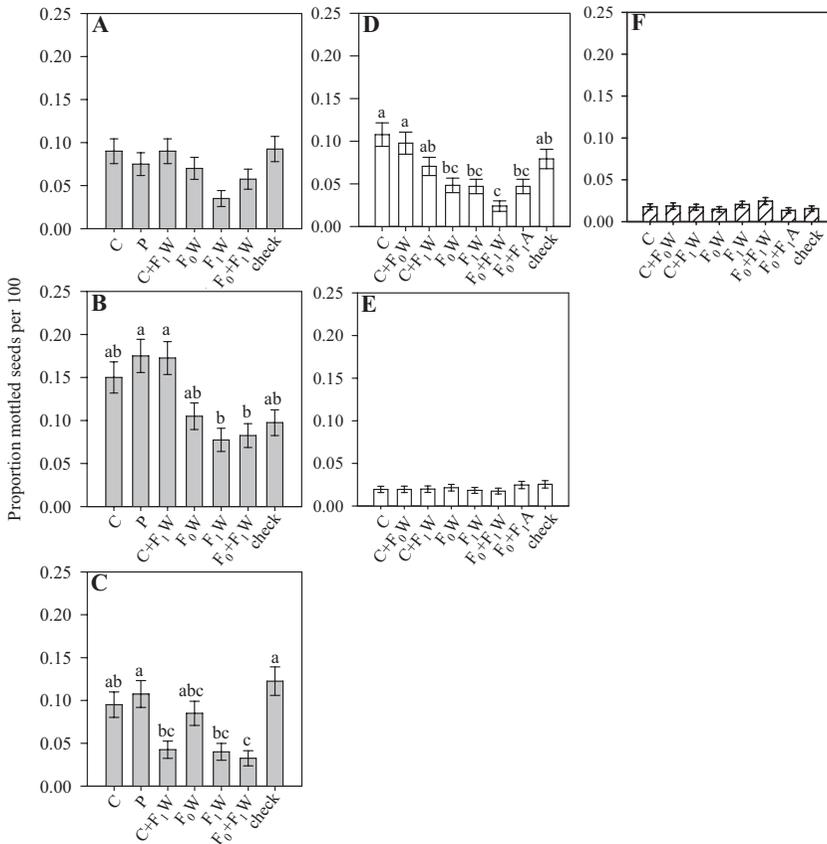 Proportion mottled seeds per 100
A
0.25
0.20
0.15
0.10
0.05
0.00
C
P
C+F1W
F0W
F1W
F0+F1W
check
B
0.25
0.20
0.15
0.10
0.05
0.00
ab
a
a
ab
b
b
ab
C
P
C+F1W
F0W
F1W
F0+F1W
check
C
0.25
0.20
0.15
0.10
0.05
0.00
ab
a
bc
abc
bc
c
a
C
P
C+F1W
F0W
F1W
F0+F1W
check
D
0.25
0.20
0.15
0.10
0.05
0.00
a
a
ab
bc
bc
c
bc
ab
C
C+F0W
C+F1W
F0W
F1W
F0+F1W
F0+F1A
check
E
0.25
0.20
0.15
0.10
0.05
0.00
C
C+F0W
C+F1W
F0W
F1W
F0+F1W
F0+F1A
check
F
0.25
0.20
0.15
0.10
0.05
0.00
C
C+F0W
C+F1W
F0W
F1W
F0+F1W
F0+F1A
check